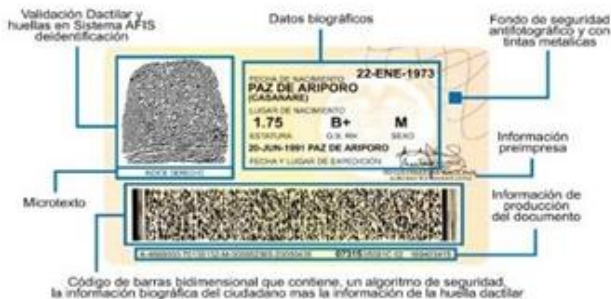 Validación Dactilar y
huellas en Sistema AFIS
deidentificación
Datos biográficos
Fondo de seguridad
antifotográfico y con
tintas metalicas
FECHA DE NACIMIENTO 22-ENE-1973
PAZ DE ARIPORO
(CASANARE)
LUGAR DE NACIMIENTO
1.75 B+ M
ESTATURA G.S. RH SEXO
20-JUN-1991 PAZ DE ARIPORO
FECHA Y LUGAR DE EXPEDICIÓN
INDICE DERECHO
Información
preimpresa
Microtexto
Información de
producción
del documento
Código de barras bidimensional que contiene, un algoritmo de seguridad,
la información biográfica del ciudadano mas la información de la huella dactilar